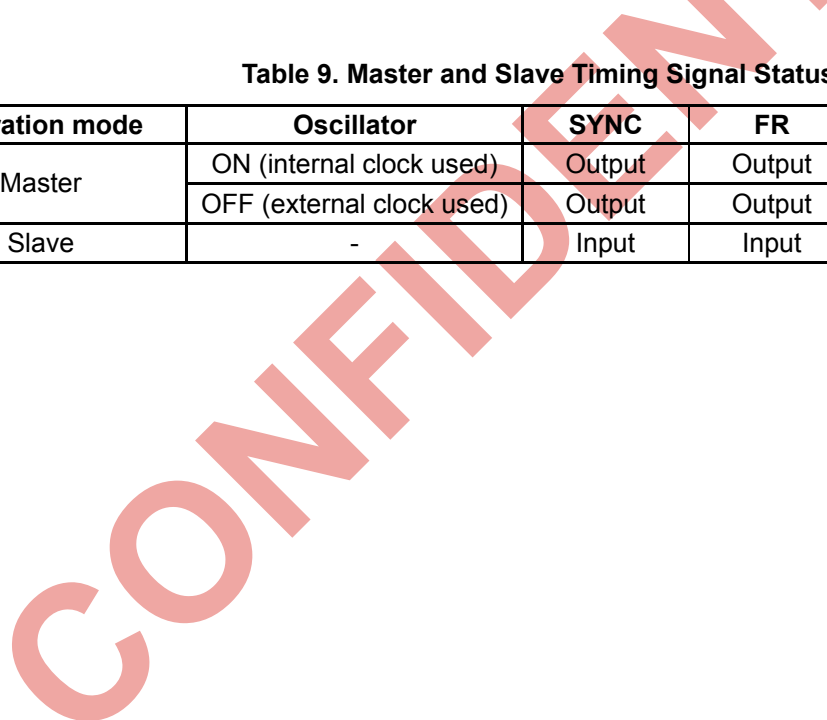 Table 9. Master and Slave Timing Signal Status
ation mode Oscillator SYNC FR
Master ON (internal clock used) Output Output
OFF (external clock used) Output Output
Slave - Input Input
CONFIDEN